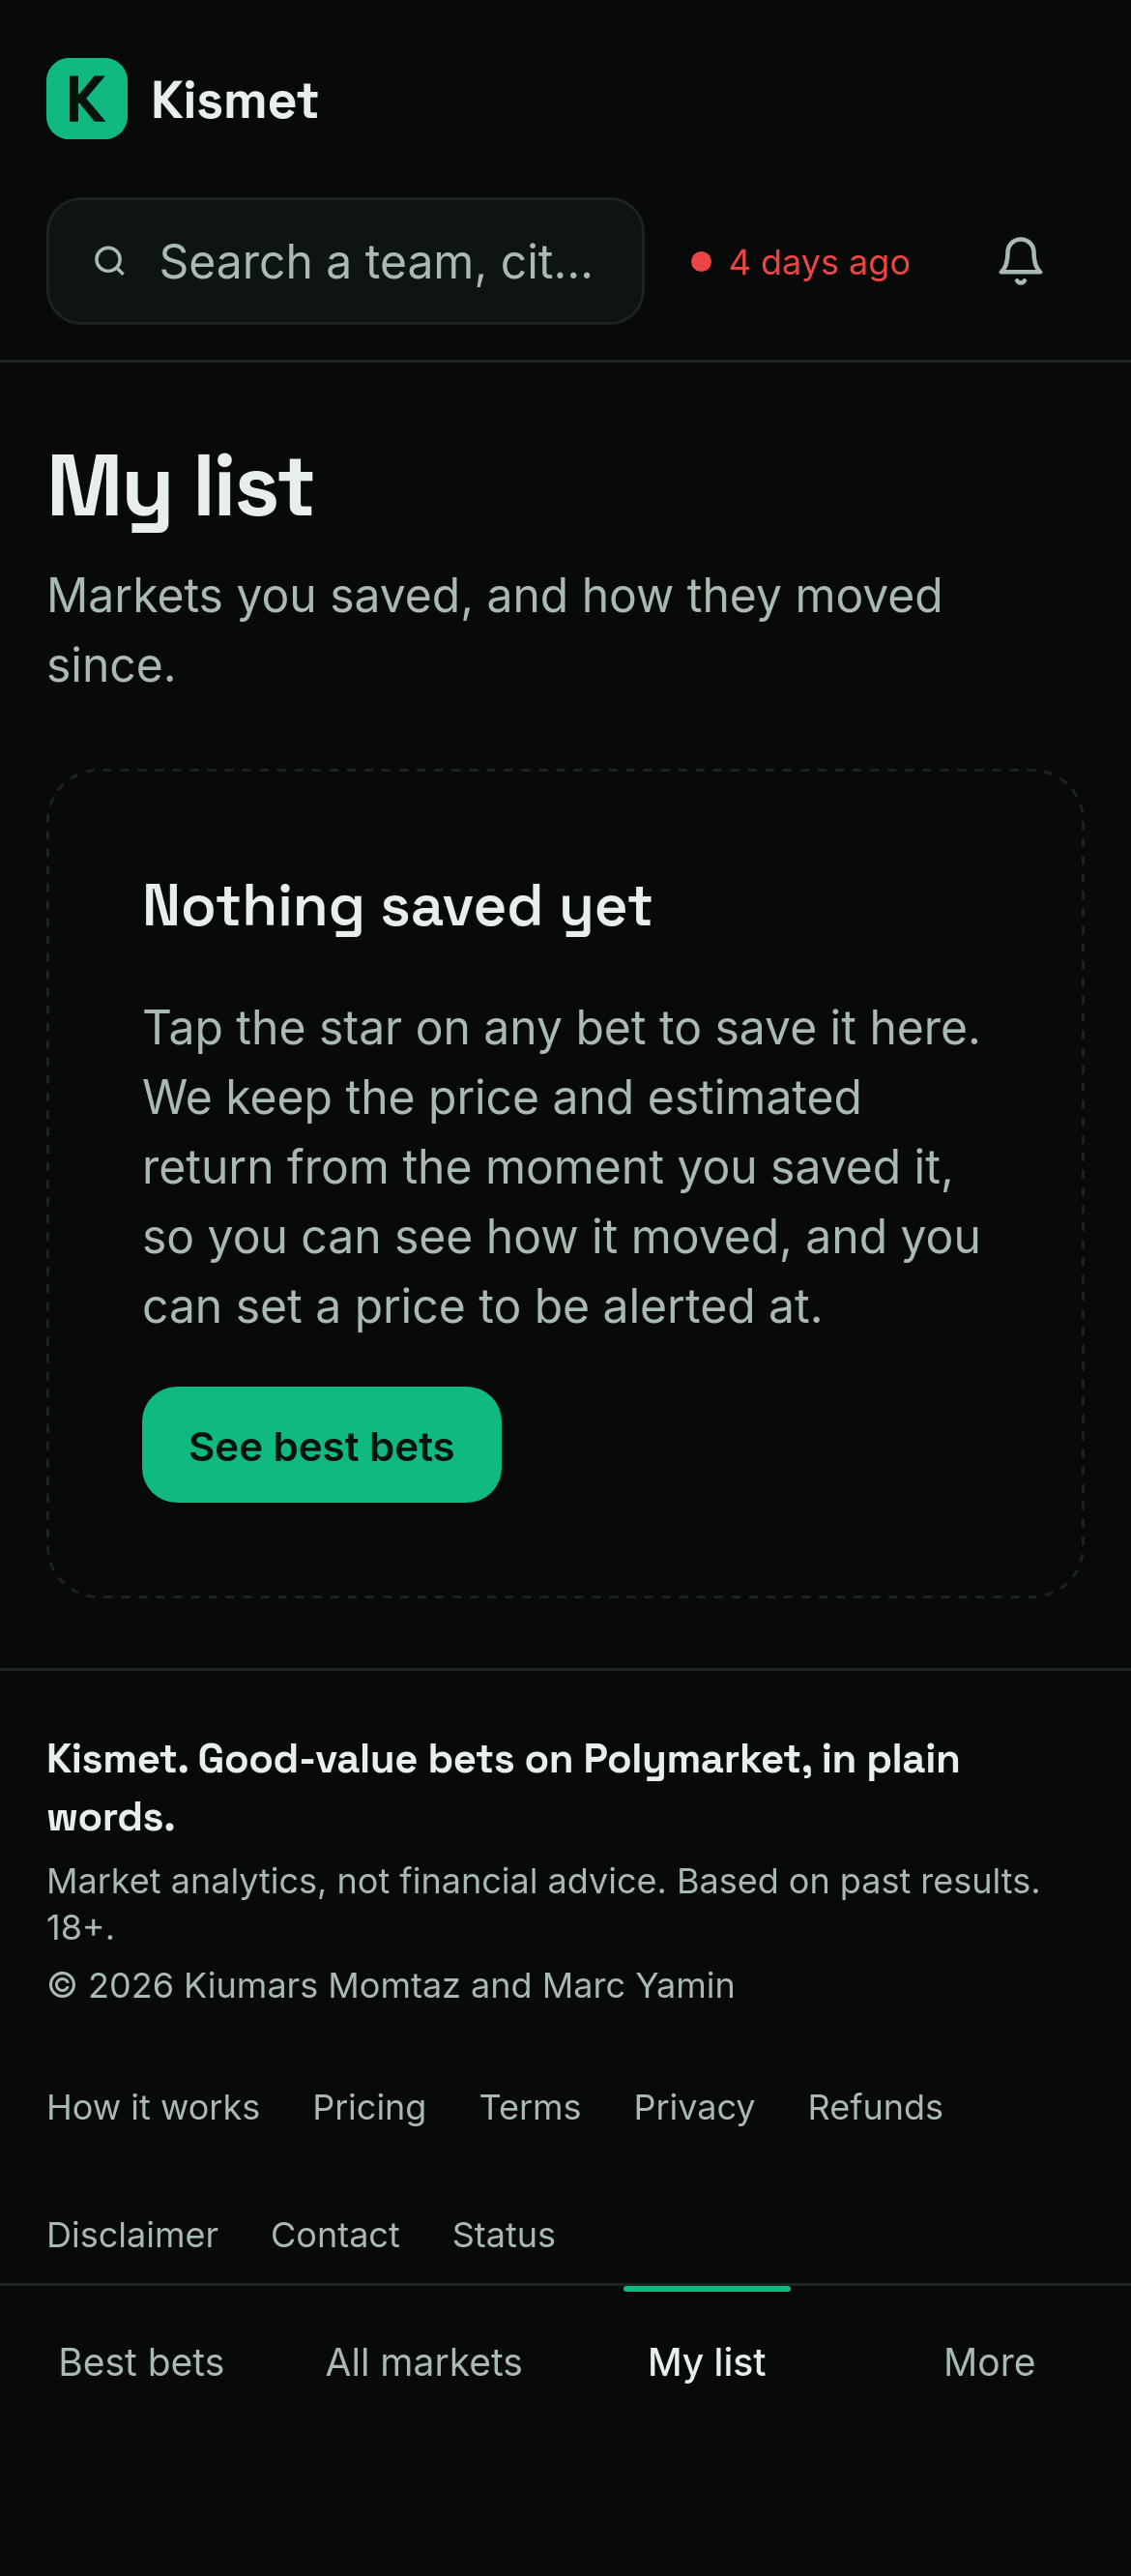 K Kismet
Search a team, cit...
4 days ago
My list
Markets you saved, and how they moved
since.
Nothing saved yet
Tap the star on any bet to save it here.
We keep the price and estimated
return from the moment you saved it,
so you can see how it moved, and you
can set a price to be alerted at.
See best bets
Kismet. Good-value bets on Polymarket, in plain
words.
Market analytics, not financial advice. Based on past results.
18+.
© 2026 Kiumars Momtaz and Marc Yamin
How it works Pricing Terms Privacy Refunds
Disclaimer Contact Status
Best bets All markets My list More